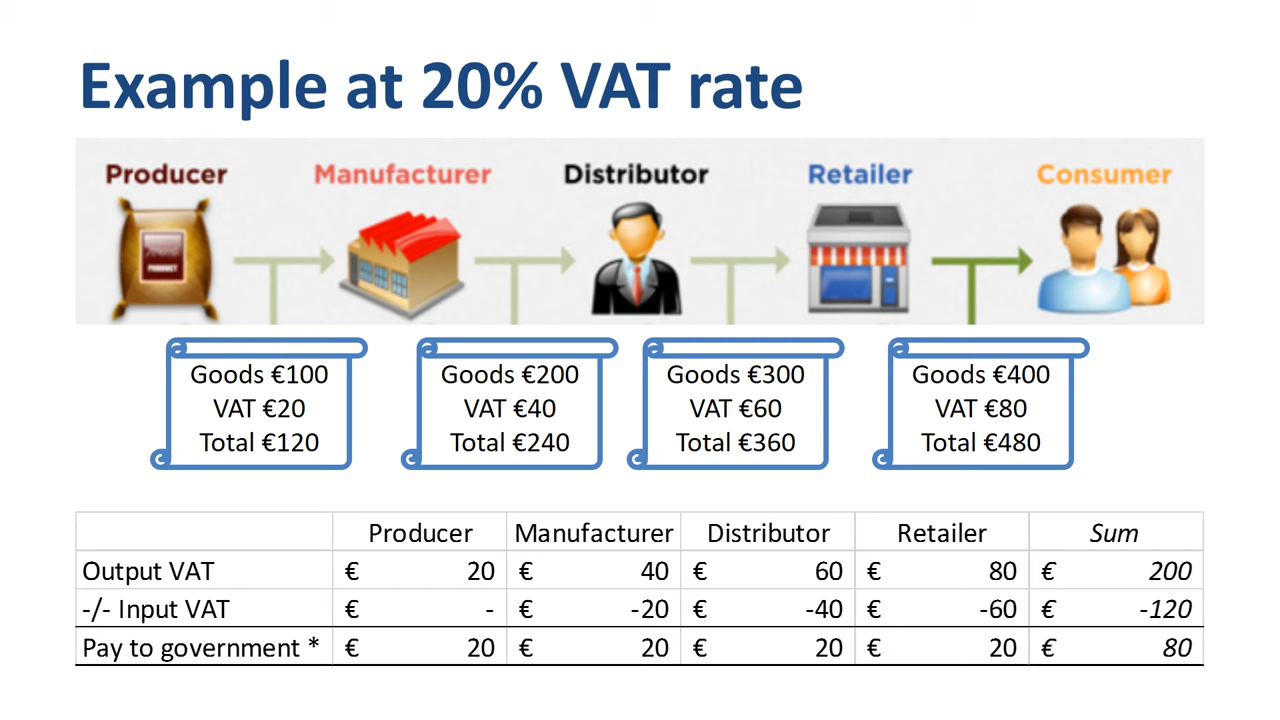 Example at 20% VAT rate
Producer Manufacturer Distributor Retailer Consumer
PRODUCT
Goods €100 Goods €200 Goods €300 Goods €400
VAT €20 VAT €40 VAT €60 VAT €80
Total €120 Total €240 Total €360 Total €480
Producer Manufacturer Distributor Retailer Sum
Output VAT € 20 € 40 € 60 € 80 € 200
-/- Input VAT € - € -20 € -40 € -60 € -120
Pay to government * € 20 € 20 € 20 € 20 € 80